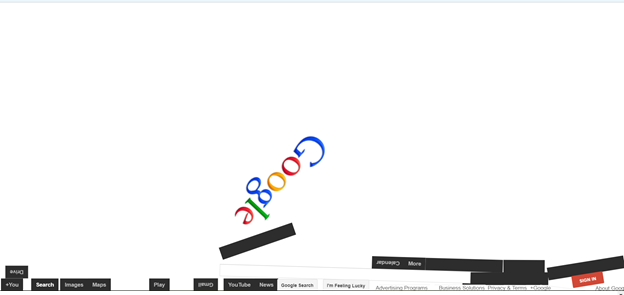 Google
Calendar More
Drive
+You Search Images Maps Play Gmail YouTube News Google Search I'm Feeling Lucky Advertising Programs Business Solutions Privacy & Terms +Google SIGN IN About Goog